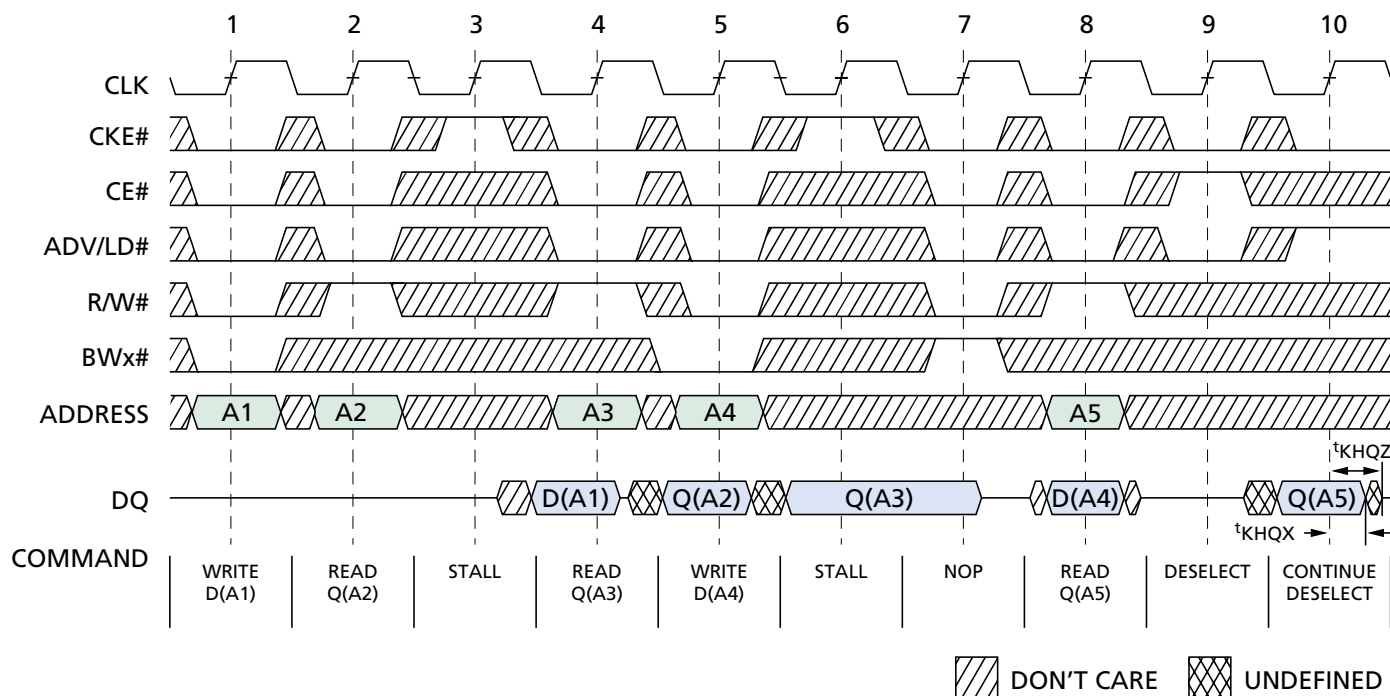 1 2 3 4 5 6 7 8 9 10
CLK
CKE#
CE#
ADV/LD#
R/W#
BWx#
ADDRESS A1 A2 A3 A4 A5
tKHQZ
DQ D(A1) Q(A2) Q(A3) D(A4) Q(A5)
tKHQX
COMMAND
WRITE READ STALL READ WRITE STALL NOP READ DESELECT CONTINUE
D(A1) Q(A2) Q(A3) D(A4) Q(A5) DESELECT
DON'T CARE UNDEFINED